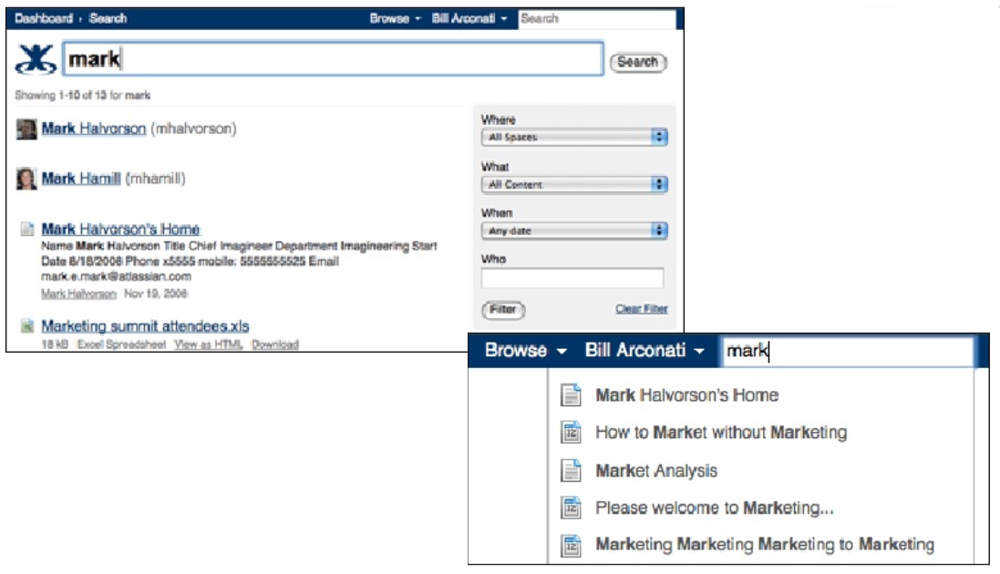 Dashboard › Search Browse Bill Arconati Search
mark Search
Showing 1-10 of 13 for mark
Mark Halvorson (mhalvorson)
Mark Hamill (mhamill)
Mark Halvorson's Home
Name Mark Halvorson Title Chief Imagineer Department Imagineering Start
Date 8/18/2008 Phone x5555 mobile: 5555555525 Email
mark.e.mark@atlassian.com
Mark Halvorson Nov 19, 2008
Marketing summit attendees.xls
18 kB Excel Spreadsheet View as HTML Download
Where
All Spaces
What
All Content
When
Any date
Who
Filter Clear Filter
Browse Bill Arconati mark
Mark Halvorson's Home
How to Market without Marketing
Market Analysis
Please welcome to Marketing...
Marketing Marketing Marketing to Marketing